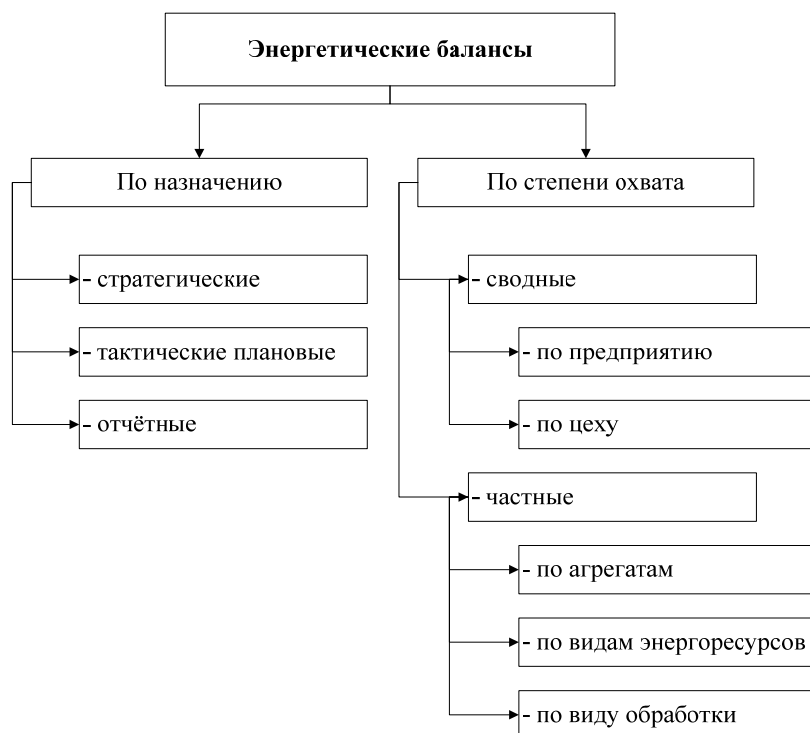 Энергетические балансы
По назначению
- стратегические
- тактические плановые
- отчётные
По степени охвата
- сводные
- по предприятию
- по цеху
- частные
- по агрегатам
- по видам энергоресурсов
- по виду обработки